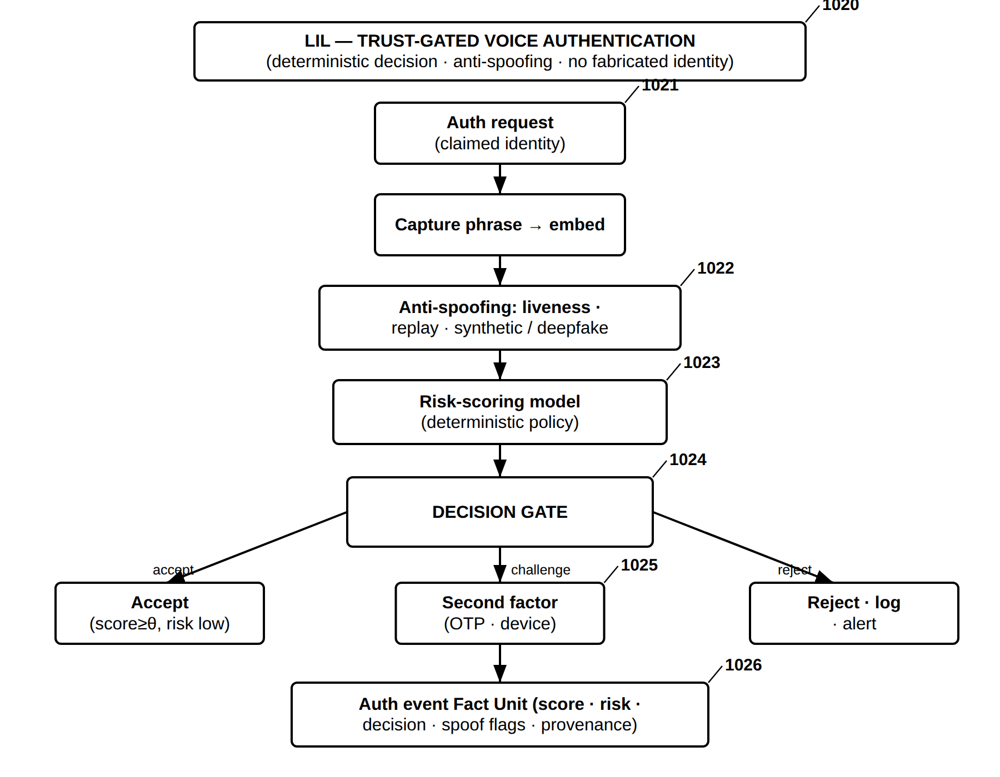 1020
LIL — TRUST-GATED VOICE AUTHENTICATION
(deterministic decision · anti-spoofing · no fabricated identity)
1021
Auth request
(claimed identity)
Capture phrase → embed
1022
Anti-spoofing: liveness ·
replay · synthetic / deepfake
1023
Risk-scoring model
(deterministic policy)
1024
DECISION GATE
accept
challenge
1025
reject
Accept
(score≥θ, risk low)
Second factor
(OTP · device)
Reject · log
· alert
1026
Auth event Fact Unit (score · risk ·
decision · spoof flags · provenance)